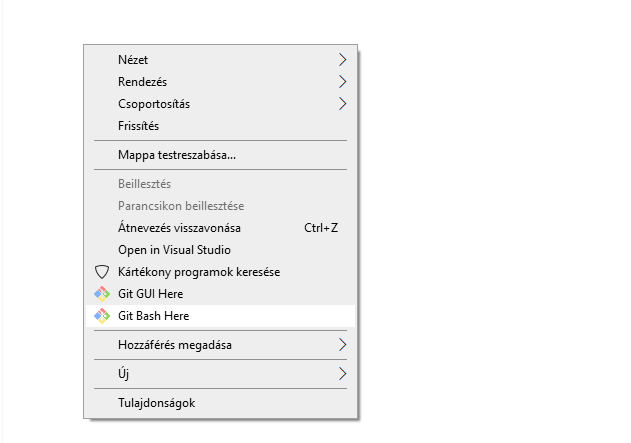 Nézet
Rendezés
Csoportosítás
Frissítés
Mappa testreszabása...
Beillesztés
Parancsikon beillesztése
Átnevezés visszavonása Ctrl+Z
Open in Visual Studio
Kártékony programok keresése
Git GUI Here
Git Bash Here
Hozzáférés megadása
Új
Tulajdonságok